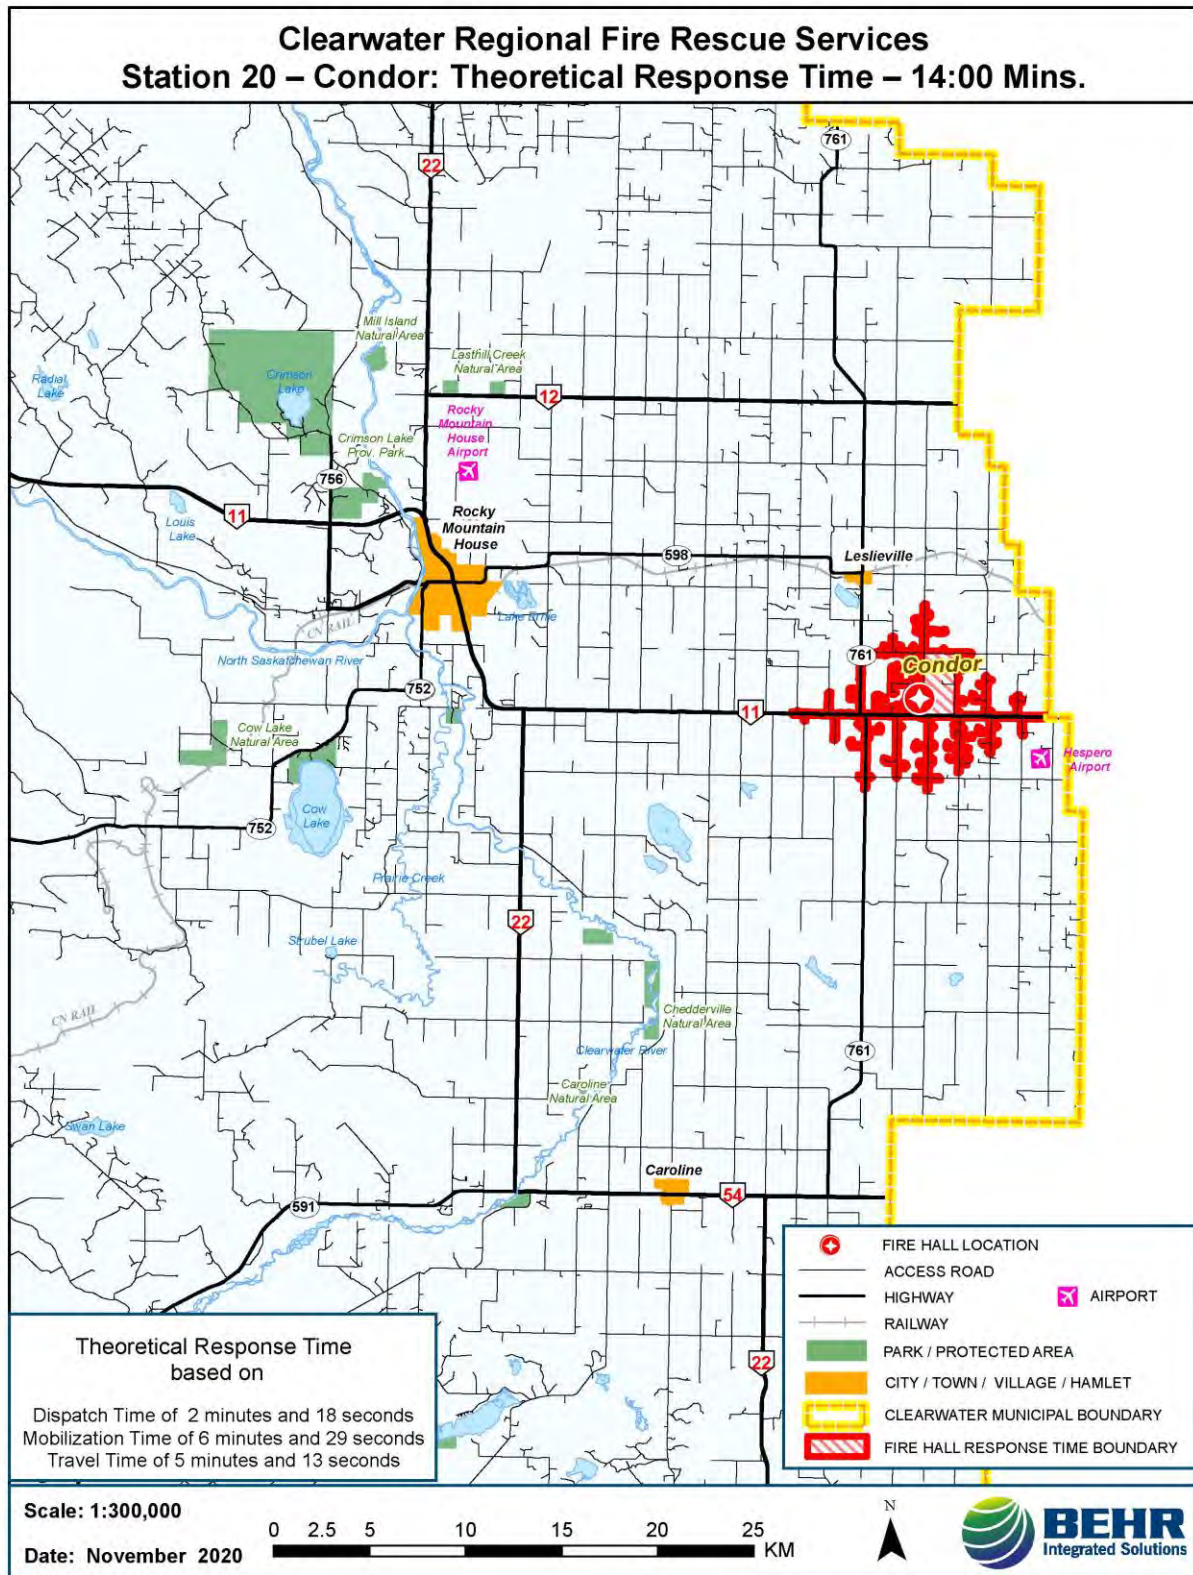 Clearwater Regional Fire Rescue Services
Station 20 – Condor: Theoretical Response Time – 14:00 Mins.
761
22
Mill Island
Natural Area
Lasthill Creek
Natural Area
Radial
Lake
Crimson
Lake
12
Rocky
Mountain
House
Airport
Crimson Lake
Prov. Park
756
11
Louis
Lake
Rocky
Mountain
House
598
Leslieville
Lake Brine
CN RAIL
North Saskatchewan River
761
Condor
752
11
Cow Lake
Natural Area
Hespero
Airport
Cow
Lake
752
Prairie Creek
22
Strubel Lake
CN RAIL
Chedderville
Natural Area
Clearwater River
761
Caroline
Natural Area
Swan Lake
Caroline
54
591
22
FIRE HALL LOCATION
ACCESS ROAD
HIGHWAY
AIRPORT
RAILWAY
PARK / PROTECTED AREA
CITY / TOWN / VILLAGE / HAMLET
CLEARWATER MUNICIPAL BOUNDARY
FIRE HALL RESPONSE TIME BOUNDARY
Theoretical Response Time
based on
Dispatch Time of 2 minutes and 18 seconds
Mobilization Time of 6 minutes and 29 seconds
Travel Time of 5 minutes and 13 seconds
Scale: 1:300,000
Date: November 2020
0 2.5 5 10 15 20 25
KM
N
BEHR
Integrated Solutions